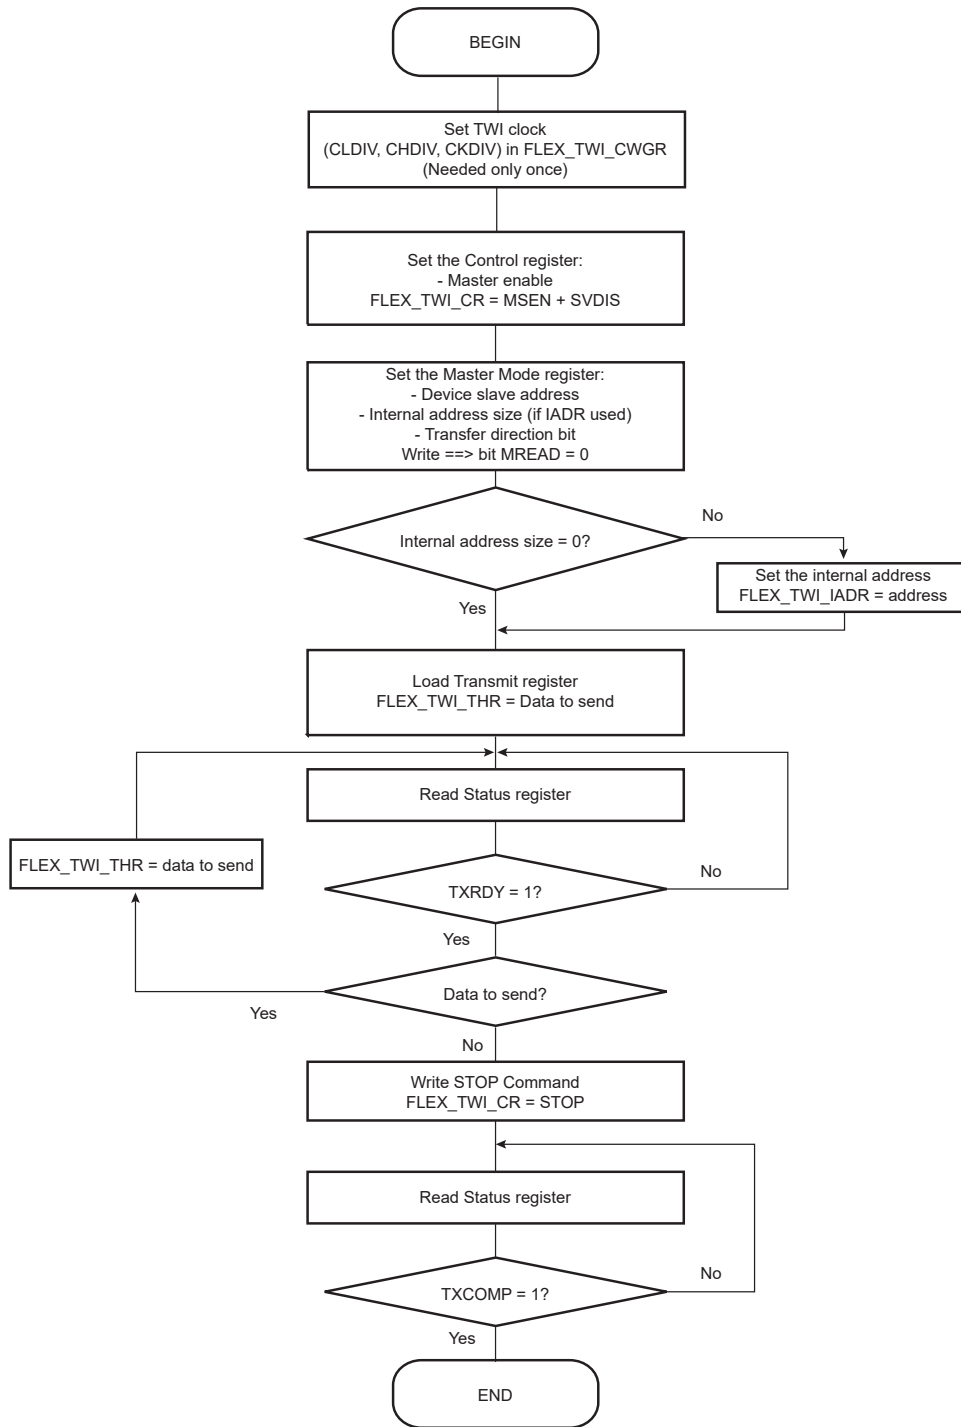 BEGIN
Set TWI clock
(CLDIV, CHDIV, CKDIV) in FLEX_TWI_CWGR
(Needed only once)
Set the Control register:
- Master enable
FLEX_TWI_CR = MSEN + SVDIS
Set the Master Mode register:
- Device slave address
- Internal address size (if IADR used)
- Transfer direction bit
Write ==> bit MREAD = 0
No
Internal address size = 0?
Set the internal address
FLEX_TWI_IADR = address
Yes
Load Transmit register
FLEX_TWI_THR = Data to send
Read Status register
FLEX_TWI_THR = data to send
No
TXRDY = 1?
Yes
Data to send?
Yes
No
Write STOP Command
FLEX_TWI_CR = STOP
Read Status register
No
TXCOMP = 1?
Yes
END